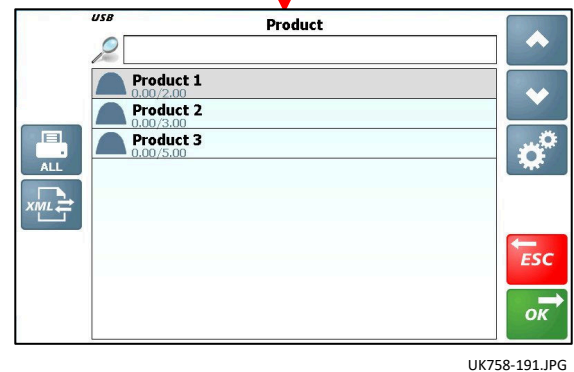 USB
Product
Product 1
0.00/2.00
Product 2
0.00/3.00
Product 3
0.00/5.00
ALL
XML
ESC
OK
UK758-191.JPG